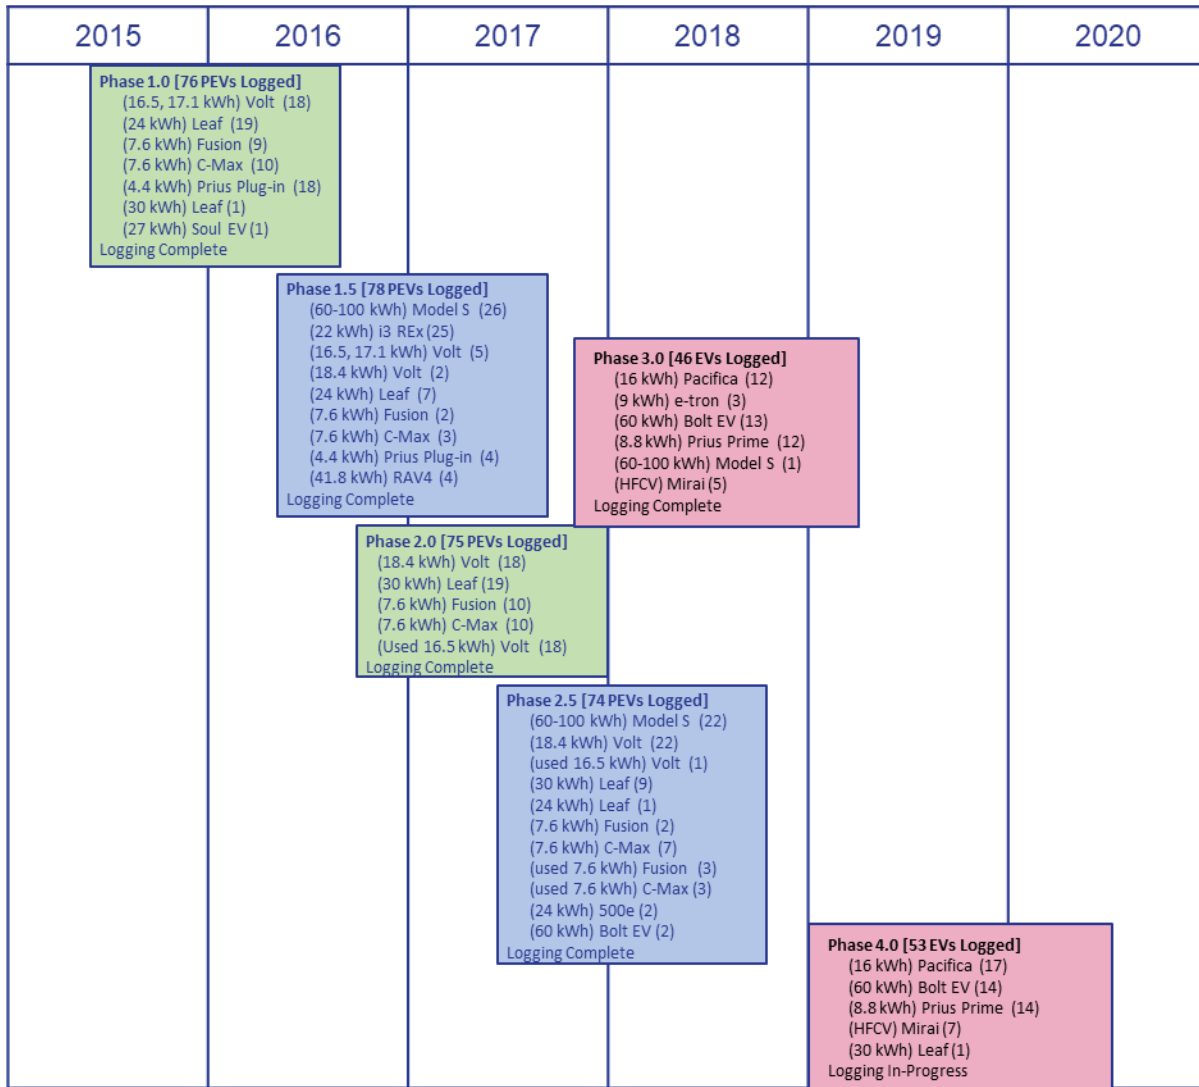 2015 2016 2017 2018 2019 2020
Phase 1.0 [76 PEVs Logged]
(16.5, 17.1 kWh) Volt (18)
(24 kWh) Leaf (19)
(7.6 kWh) Fusion (9)
(7.6 kWh) C-Max (10)
(4.4 kWh) Prius Plug-in (18)
(30 kWh) Leaf (1)
(27 kWh) Soul EV (1)
Logging Complete
Phase 1.5 [78 PEVs Logged]
(60-100 kWh) Model S (26)
(22 kWh) i3 REx (25)
(16.5, 17.1 kWh) Volt (5)
(18.4 kWh) Volt (2)
(24 kWh) Leaf (7)
(7.6 kWh) Fusion (2)
(7.6 kWh) C-Max (3)
(4.4 kWh) Prius Plug-in (4)
(41.8 kWh) RAV4 (4)
Logging Complete
Phase 3.0 [46 EVs Logged]
(16 kWh) Pacifica (12)
(9 kWh) e-tron (3)
(60 kWh) Bolt EV (13)
(8.8 kWh) Prius Prime (12)
(60-100 kWh) Model S (1)
(HFCV) Mirai (5)
Logging Complete
Phase 2.0 [75 PEVs Logged]
(18.4 kWh) Volt (18)
(30 kWh) Leaf (19)
(7.6 kWh) Fusion (10)
(7.6 kWh) C-Max (10)
(Used 16.5 kWh) Volt (18)
Logging Complete
Phase 2.5 [74 PEVs Logged]
(60-100 kWh) Model S (22)
(18.4 kWh) Volt (22)
(used 16.5 kWh) Volt (1)
(30 kWh) Leaf (9)
(24 kWh) Leaf (1)
(7.6 kWh) Fusion (2)
(7.6 kWh) C-Max (7)
(used 7.6 kWh) Fusion (3)
(used 7.6 kWh) C-Max (3)
(24 kWh) 500e (2)
(60 kWh) Bolt EV (2)
Logging Complete
Phase 4.0 [53 EVs Logged]
(16 kWh) Pacifica (17)
(60 kWh) Bolt EV (14)
(8.8 kWh) Prius Prime (14)
(HFCV) Mirai (7)
(30 kWh) Leaf (1)
Logging In-Progress